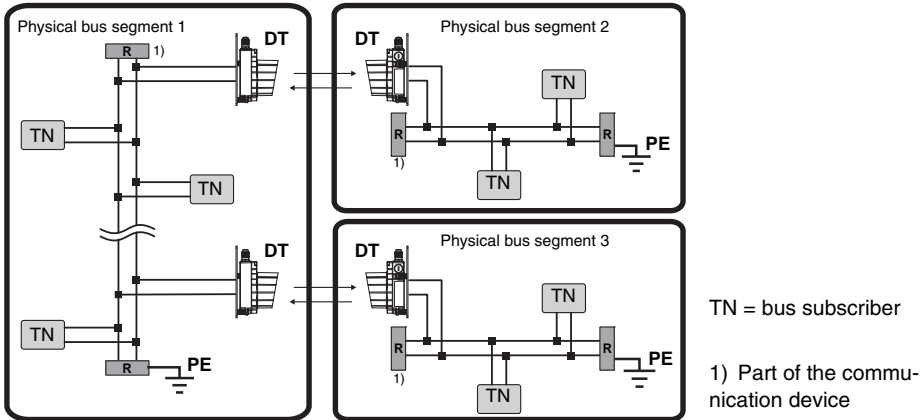 Physical bus segment 1
R 1)
DT
TN
TN
DT
TN
R
PE
Physical bus segment 2
DT
TN
R
R
PE
1)
TN
Physical bus segment 3
DT
TN
R
R
PE
1)
TN
TN = bus subscriber
1) Part of the commu-
nication device